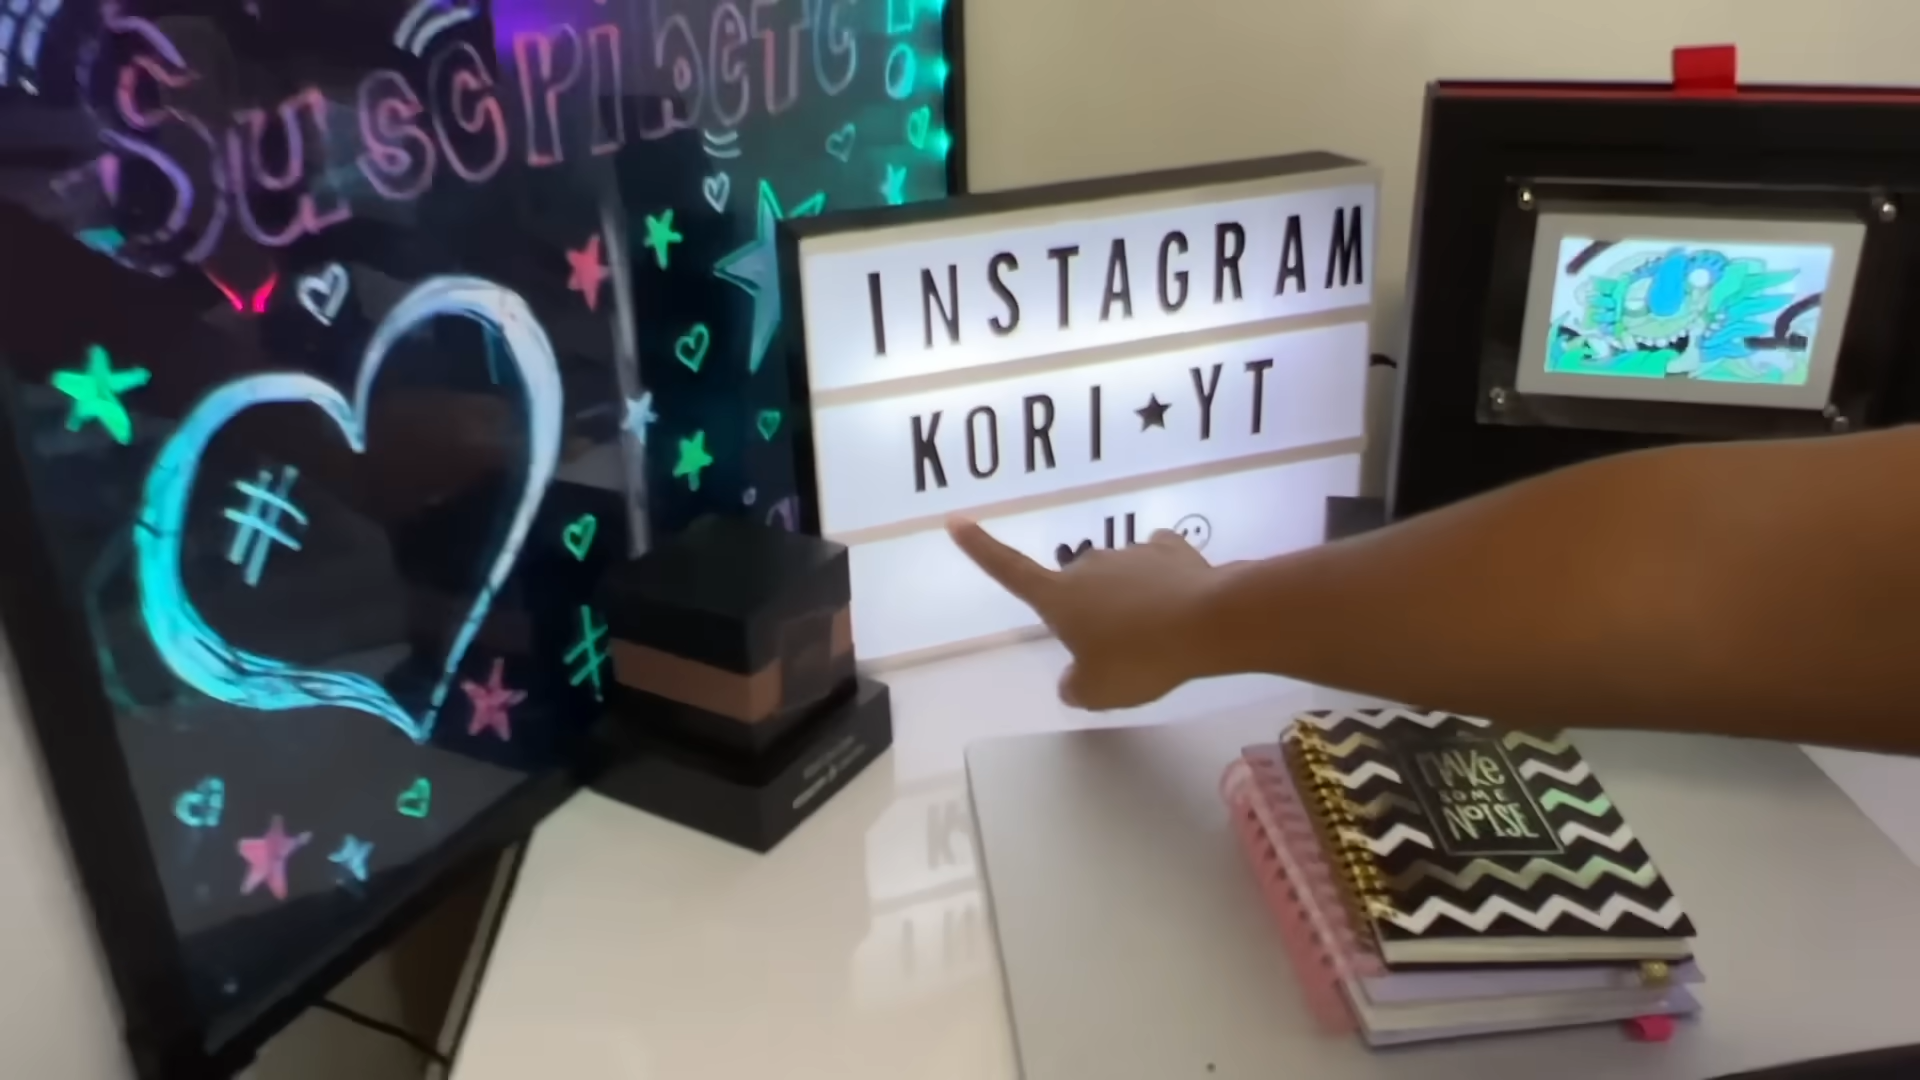 Suscribete !
#
#
INSTAGRAM
KORI★YT
MAKE
SOME
NOISE